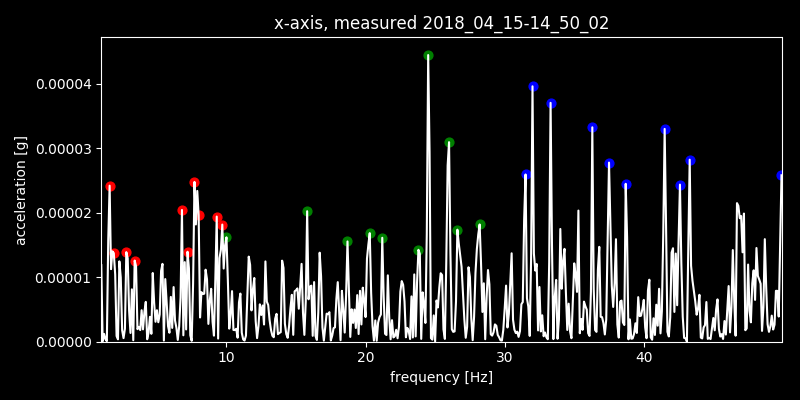 x-axis, measured 2018_04_15-14_50_02
acceleration [g]
0.00004
0.00003
0.00002
0.00001
0.00000
10 20 30 40
frequency [Hz]